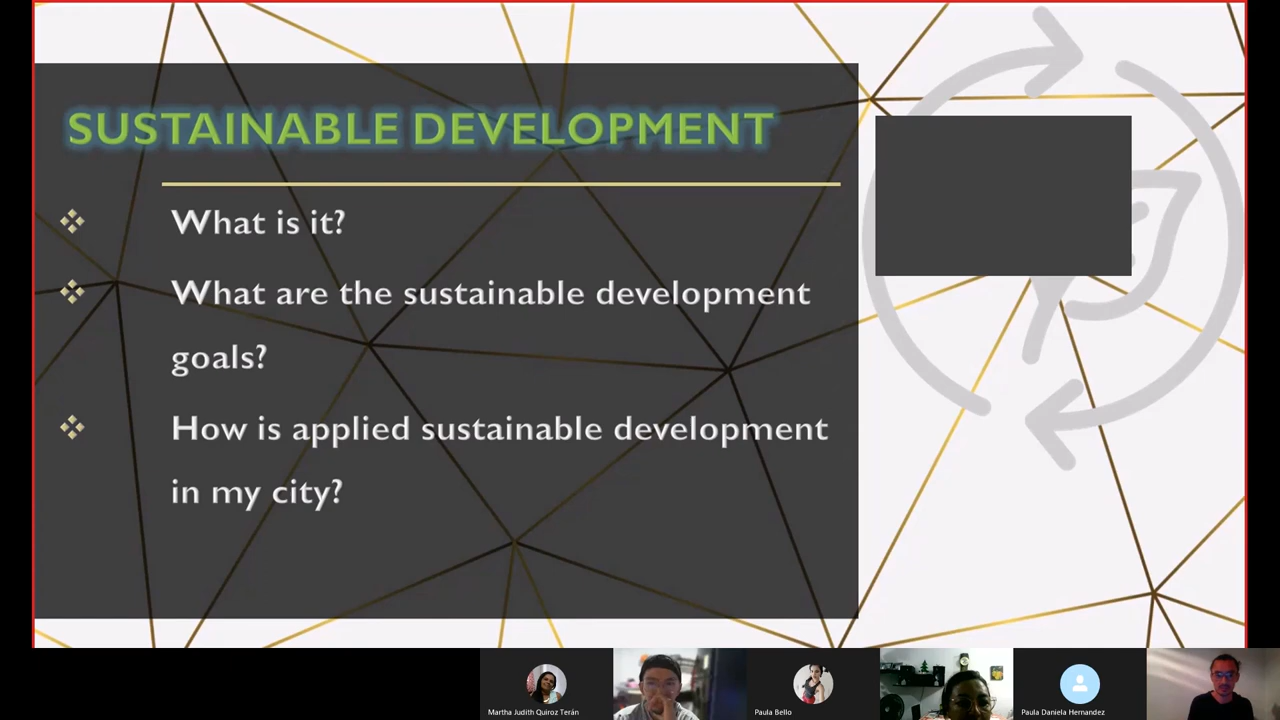 SUSTAINABLE DEVELOPMENT
What is it?
What are the sustainable development
goals?
How is applied sustainable development
in my city?
Martha Judith Quiroz Terán
Paula Bello
Paula Daniela Hernandez